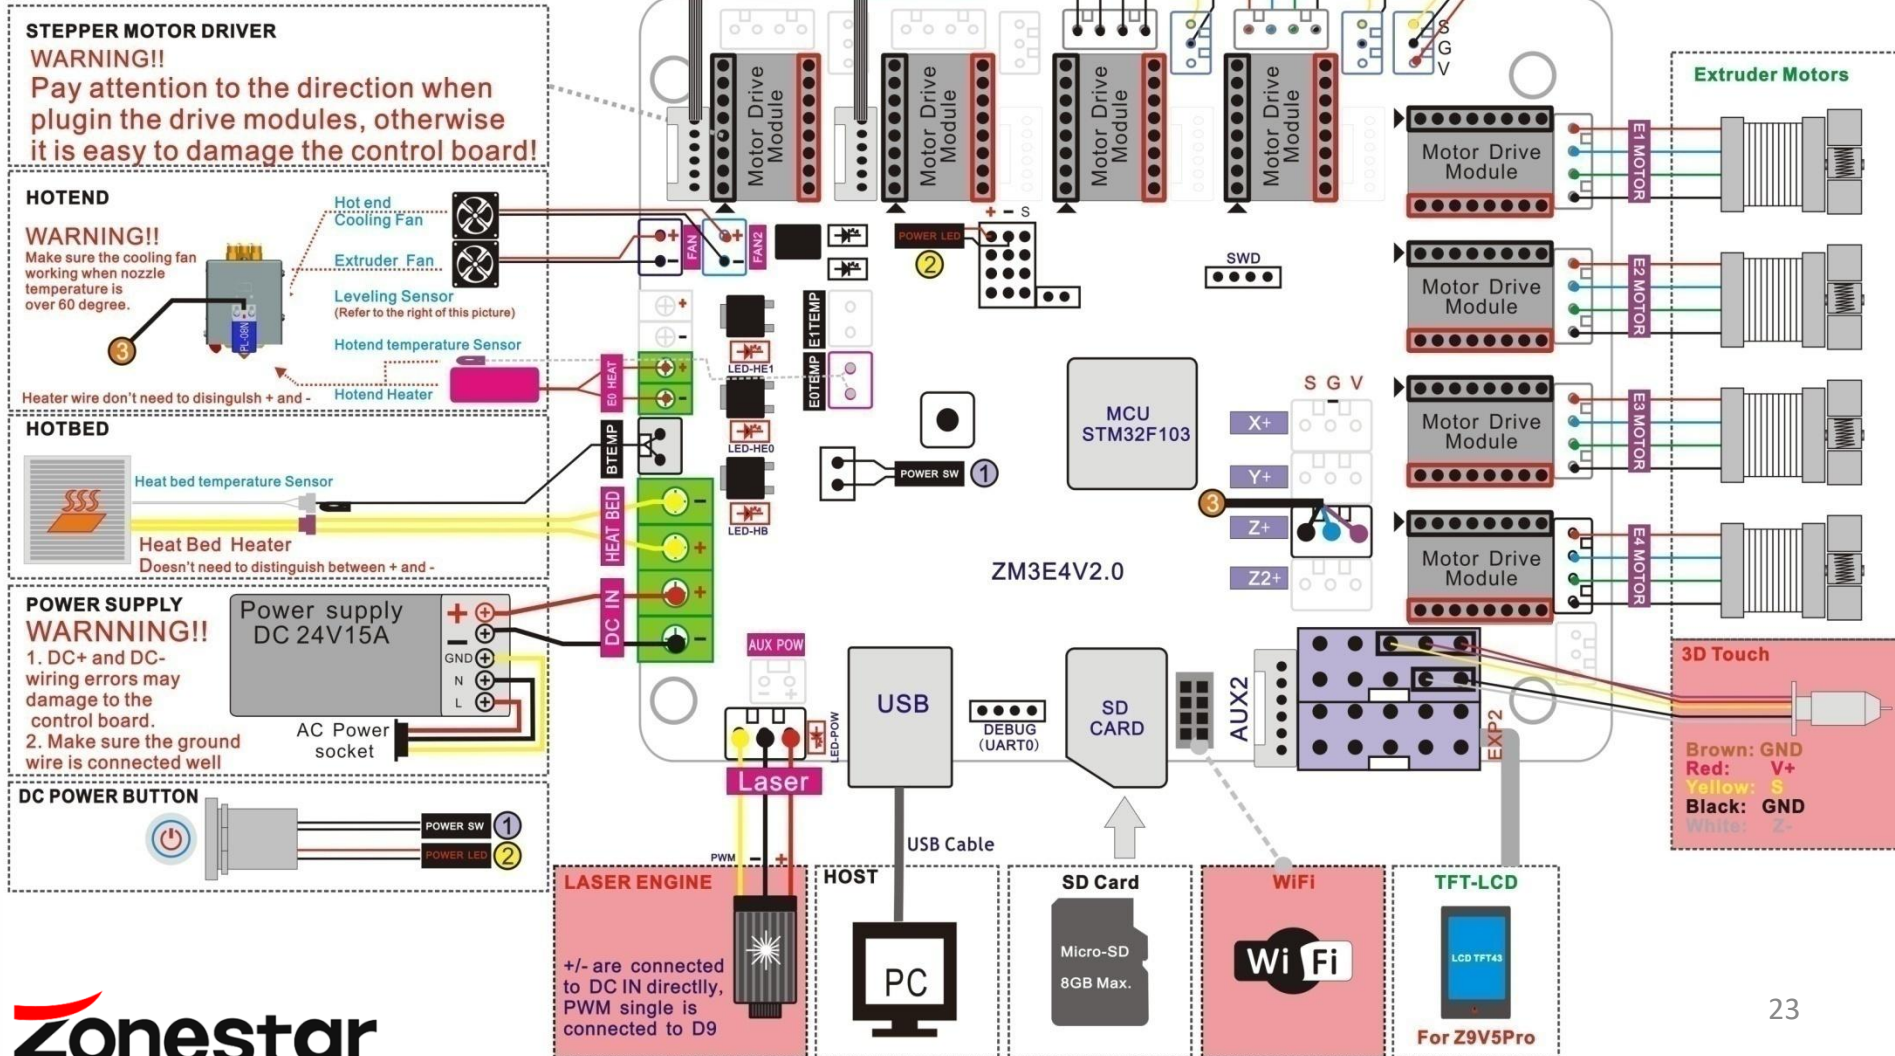 STEPPER MOTOR DRIVER
WARNING!!
Pay attention to the direction when
plugin the drive modules, otherwise
it is easy to damage the control board!
HOTEND
WARNING!!
Make sure the cooling fan
working when nozzle
temperature is
over 60 degree.
PL-08N
3
Hot end
Cooling Fan
Extruder Fan
Leveling Sensor
(Refer to the right of this picture)
Hotend temperature Sensor
Hotend Heater
Heater wire don't need to disinguish + and -
HOTBED
Heat bed temperature Sensor
Heat Bed Heater
Doesn't need to distinguish between + and -
POWER SUPPLY
WARNNING!!
1. DC+ and DC-
wiring errors may
damage to the
control board.
2. Make sure the ground
wire is connected well
Power supply
DC 24V15A
+
−
GND
N
L
AC Power
socket
DC POWER BUTTON
POWER SW
1
POWER LED
2
Motor Drive
Module
Motor Drive
Module
Motor Drive
Module
Motor Drive
Module
S
G
V
+ - S
POWER LED
2
+
-
FAN
+
-
FAN2
+
-
E1TEMP
E0TEMP
LED-HE1
LED-HE0
LED-HB
E0 HEAT
+
-
BTEMP
HEAT BED
-
+
DC IN
+
-
POWER SW
1
SWD
MCU
STM32F103
S G V
X+
Y+
3
Z+
Z2+
ZM3E4V2.0
AUX POW
- +
LED-POW
Laser
PWM - +
USB
DEBUG
(UART0)
SD
CARD
AUX2
EXP2
USB Cable
Extruder Motors
Motor Drive
Module
E1 MOTOR
Motor Drive
Module
E2 MOTOR
Motor Drive
Module
E3 MOTOR
Motor Drive
Module
E4 MOTOR
3D Touch
Brown: GND
Red: V+
Yellow: S
Black: GND
White: Z-
LASER ENGINE
+/- are connected
to DC IN directlly,
PWM single is
connected to D9
HOST
PC
SD Card
Micro-SD
8GB Max.
WiFi
Wi Fi
TFT-LCD
LCD TFT43
For Z9V5Pro
zonestar
23